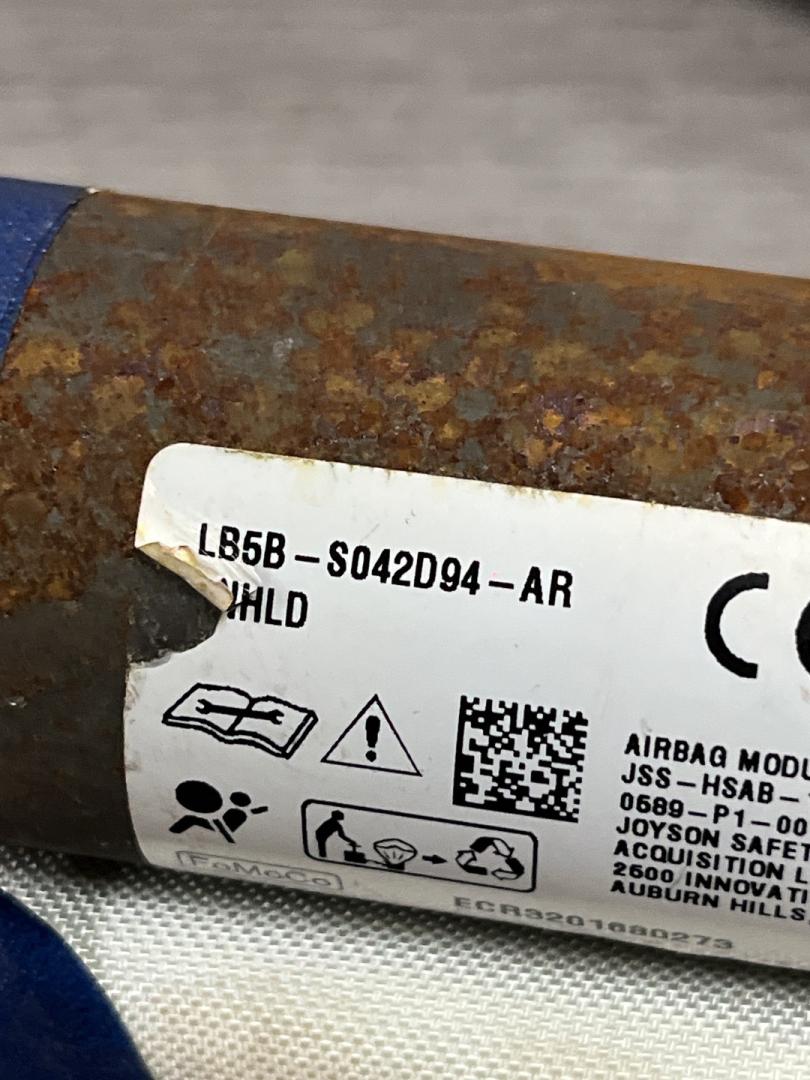 LB5B-S042D94-AR
HLD
C
AIRBAG MODU
JSS-HSAB-
0589-P1-00
JOYSON SAFET
ACQUISITION L
2500 INNOVATI
AUBURN HILLS
FoMoCo
ECR3201680273